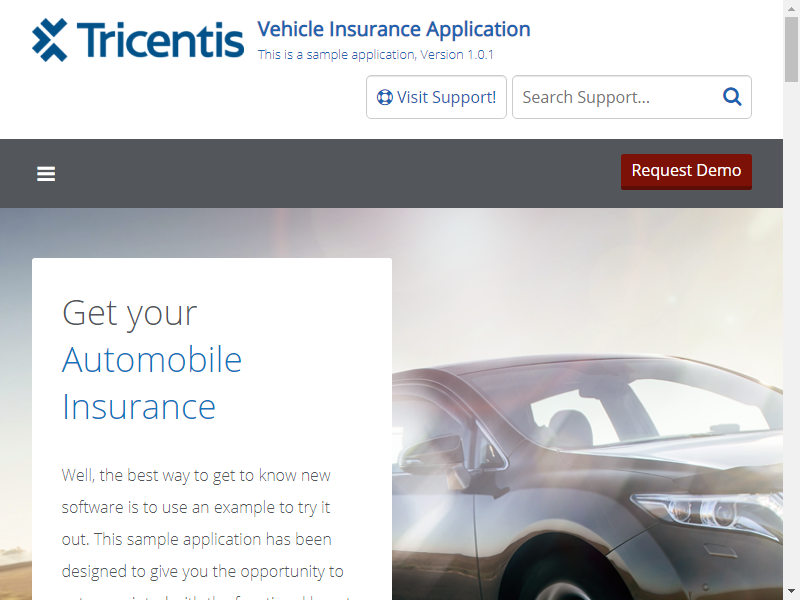 Tricentis
Vehicle Insurance Application
This is a sample application, Version 1.0.1
Visit Support!
Search Support...
Request Demo
Get your
Automobile
Insurance
Well, the best way to get to know new
software is to use an example to try it
out. This sample application has been
designed to give you the opportunity to